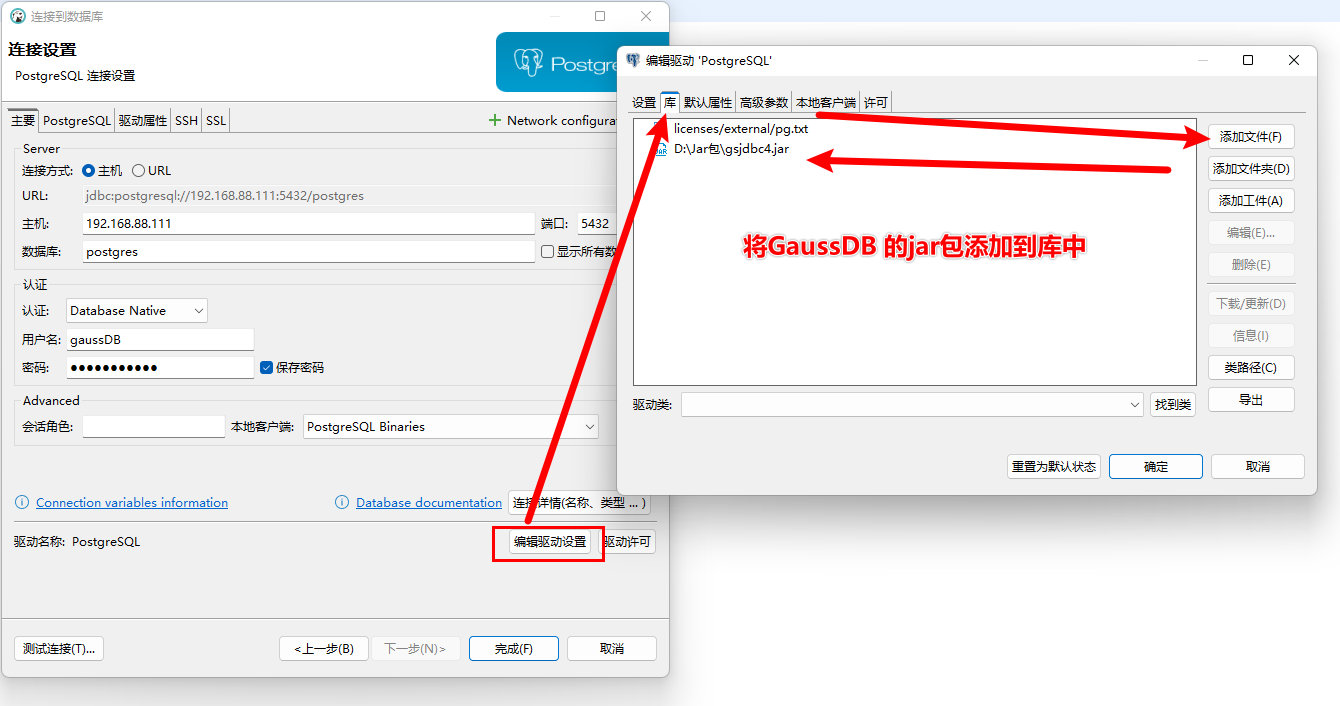 连接到数据库
连接设置
PostgreSQL 连接设置
Postgre
主要 PostgreSQL 驱动属性 SSH SSL
Network configura
Server
连接方式: 主机 URL
URL: jdbc:postgresql://192.168.88.111:5432/postgres
主机: 192.168.88.111 端口: 5432
数据库: postgres 显示所有数
认证
认证: Database Native
用户名: gaussDB
密码: ●●●●●●●●●●● 保存密码
Advanced
会话角色: 本地客户端: PostgreSQL Binaries
Connection variables information Database documentation 连接详情(名称、类型 ... )
驱动名称: PostgreSQL 编辑驱动设置 驱动许可
测试连接(T)... <上一步(B) 下一步(N)> 完成(F) 取消
编辑驱动 'PostgreSQL'
设置 库 默认属性 高级参数 本地客户端 许可
licenses/external/pg.txt
D:\Jar包\gsjdbc4.jar
将GaussDB 的jar包添加到库中
添加文件(F)
添加文件夹(D)
添加工件(A)
编辑(E)...
删除(E)
下载/更新(D)
信息(I)
类路径(C)
导出
驱动类: 找到类
重置为默认状态 确定 取消